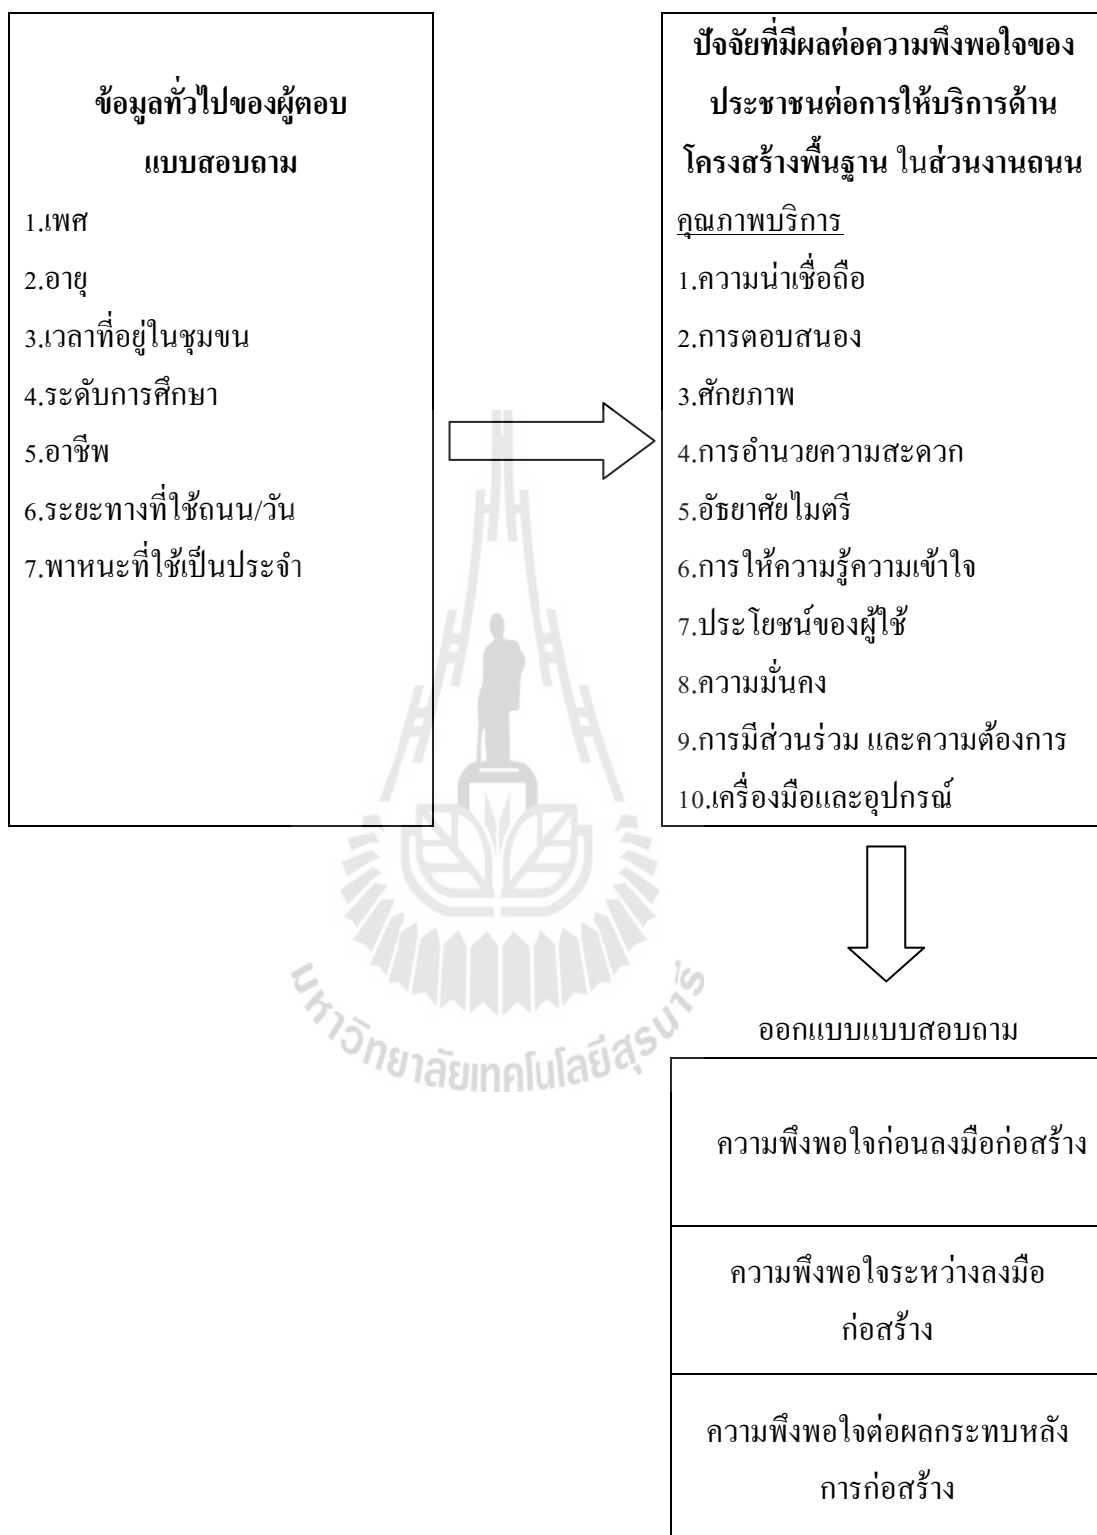 ข้อมูลทั่วไปของผู้ตอบ
แบบสอบถาม
1.เพศ
2.อายุ
3.เวลาที่อยู่ในชุมขน
4.ระดับการศึกษา
5.อาชีพ
6.ระยะทางที่ใช้ถนน/วัน
7.พาหนะที่ใช้เป็นประจำ
ปัจจัยที่มีผลต่อความพึงพอใจของ
ประชาชนต่อการให้บริการด้าน
โครงสร้างพื้นฐาน ในส่วนงานถนน
คุณภาพบริการ
1.ความน่าเชื่อถือ
2.การตอบสนอง
3.ศักยภาพ
4.การอำนวยความสะดวก
5.อัธยาศัยไมตรี
6.การให้ความรู้ความเข้าใจ
7.ประโยชน์ของผู้ใช้
8.ความมั่นคง
9.การมีส่วนร่วม และความต้องการ
10.เครื่องมือและอุปกรณ์
ออกแบบแบบสอบถาม
ความพึงพอใจก่อนลงมือก่อสร้าง
ความพึงพอใจระหว่างลงมือ
ก่อสร้าง
ความพึงพอใจต่อผลกระทบหลัง
การก่อสร้าง
มหาวิทยาลัยเทคโนโลยีสุรนารี